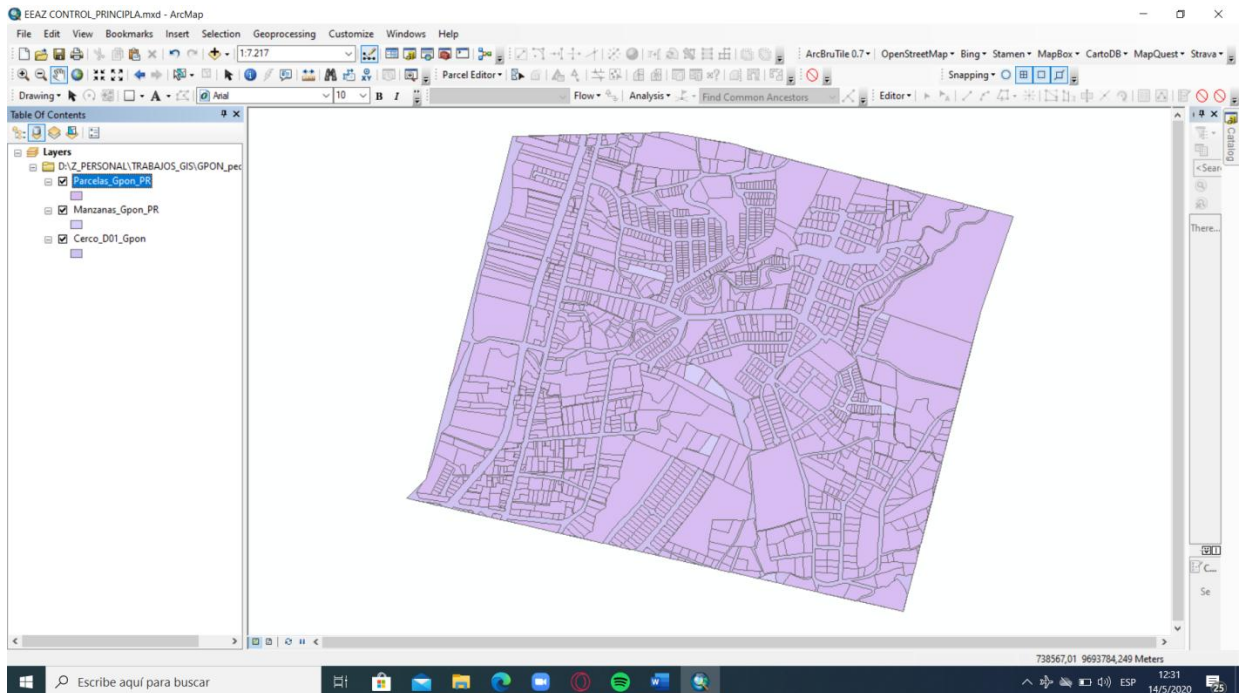 EEAZ CONTROL_PRINCIPLA.mxd - ArcMap
File Edit View Bookmarks Insert Selection Geoprocessing Customize Windows Help
1:7.217
ArcBruTile 0.7 OpenStreetMap Bing Stamen MapBox CartoDB MapQuest Strava
Parcel Editor Snapping
Drawing A Arial 10 B I Flow Analysis Find Common Ancestors Editor
Table Of Contents
Catalog
Layers
D:\Z_PERSONAL\TRABAJOS_GIS\GPON_pec
<Sear
Parcelas_Gpon_PR
Manzanas_Gpon_PR
There...
Cerco_D01_Gpon
C...
Se
738567,01 9693784,249 Meters
Escribe aquí para buscar
ESP
12:31
14/5/2020
25